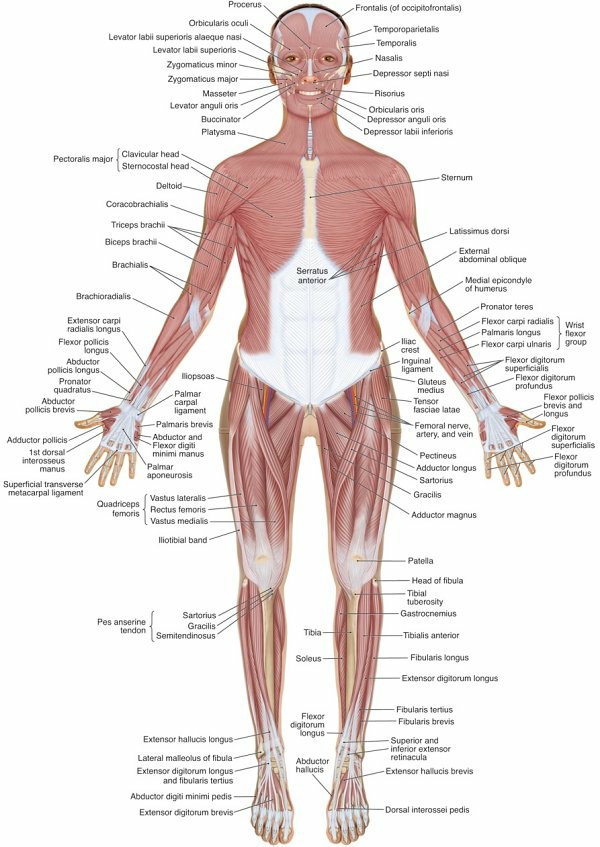 Procerus
Orbicularis oculi
Levator labii superioris alaeque nasi
Levator labii superioris
Zygomaticus minor
Zygomaticus major
Masseter
Levator anguli oris
Buccinator
Platysma
Frontalis (of occipitofrontalis)
Temporoparietalis
Temporalis
Nasalis
Depressor septi nasi
Risorius
Orbicularis oris
Depressor anguli oris
Depressor labii inferioris
Pectoralis major
Clavicular head
Sternocostal head
Deltoid
Coracobrachialis
Triceps brachii
Biceps brachii
Brachialis
Brachioradialis
Extensor carpi
radialis longus
Flexor pollicis
longus
Abductor
pollicis longus
Pronator
quadratus
Abductor
pollicis brevis
Adductor pollicis
1st dorsal
interosseus
manus
Superficial transverse
metacarpal ligament
Sternum
Latissimus dorsi
Serratus
anterior
External
abdominal oblique
Medial epicondyle
of humerus
Pronator teres
Flexor carpi radialis
Palmaris longus
Flexor carpi ulnaris
Wrist
flexor
group
Flexor digitorum
superficialis
Flexor digitorum
profundus
Flexor pollicis
brevis and
longus
Flexor
digitorum
superficialis
Flexor
digitorum
profundus
Iliopsoas
Palmar
carpal
ligament
Palmaris brevis
Abductor and
Flexor digiti
minimi manus
Palmar
aponeurosis
Iliac
crest
Inguinal
ligament
Gluteus
medius
Tensor
fasciae latae
Femoral nerve,
artery, and vein
Pectineus
Adductor longus
Sartorius
Gracilis
Adductor magnus
Quadriceps
femoris
Vastus lateralis
Rectus femoris
Vastus medialis
Iliotibial band
Patella
Head of fibula
Tibial
tuberosity
Gastrocnemius
Pes anserine
tendon
Sartorius
Gracilis
Semitendinosus
Tibia
Soleus
Tibialis anterior
Fibularis longus
Extensor digitorum longus
Fibularis tertius
Fibularis brevis
Flexor
digitorum
longus
Superior and
inferior extensor
retinacula
Abductor
hallucis
Extensor hallucis brevis
Dorsal interossei pedis
Extensor hallucis longus
Lateral malleolus of fibula
Extensor digitorum longus
and fibularis tertius
Abductor digiti minimi pedis
Extensor digitorum brevis